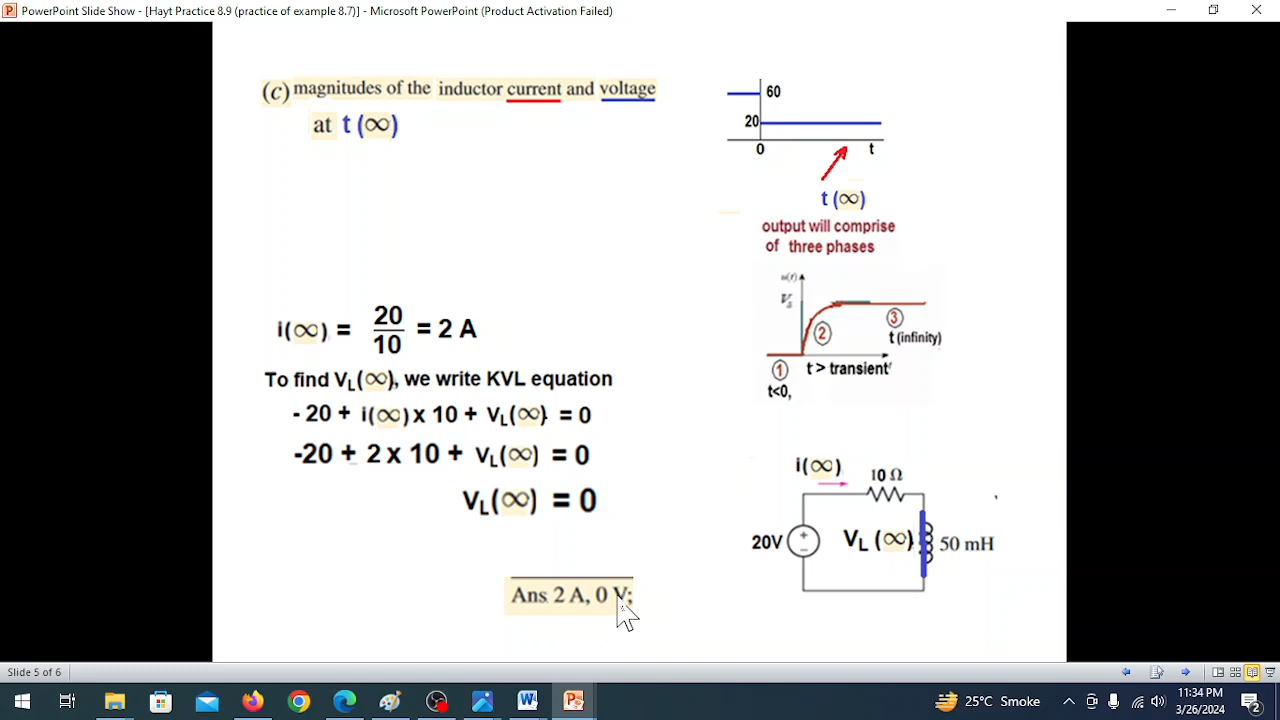 PowerPoint Slide Show - [Hayt Practice 8.9 (practice of example 8.7)] - Microsoft PowerPoint (Product Activation Failed)
(c) magnitudes of the inductor current and voltage
at t (∞)
60
20
0
t
t (∞)
output will comprise
of three phases
u(t)
Vs
3
2
t (infinity)
1
t > transient
t<0,
i(∞) = 20/10 = 2 A
To find VL(∞), we write KVL equation
- 20 + i(∞) x 10 + VL(∞) = 0
-20 + 2 x 10 + VL(∞) = 0
VL(∞) = 0
Ans 2 A, 0 V;
i(∞)
10 Ω
20V
+
−
VL (∞)
50 mH
Slide 5 of 6
25°C Smoke
11:34 PM
3/26/2024
2